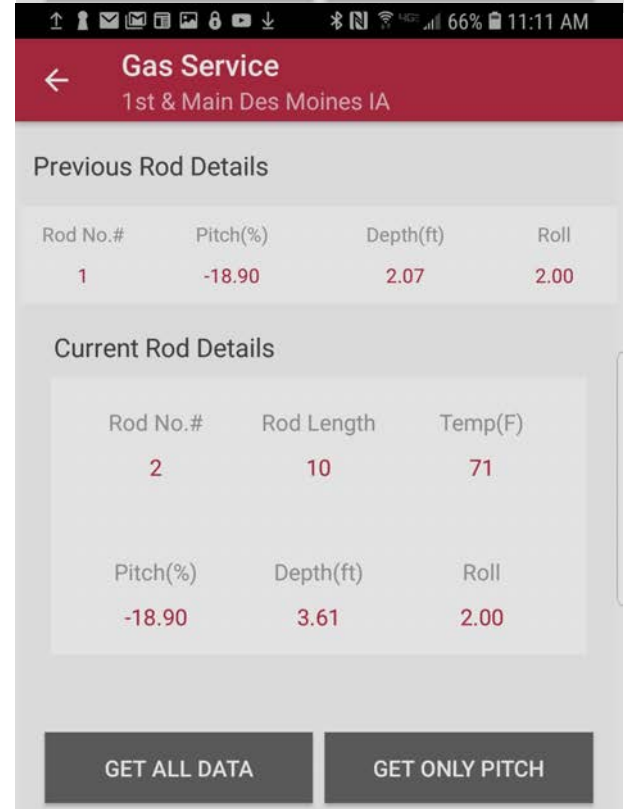 66% 11:11 AM
Gas Service
1st & Main Des Moines IA
Previous Rod Details
Rod No.# Pitch(%) Depth(ft) Roll
1 -18.90 2.07 2.00
Current Rod Details
Rod No.# Rod Length Temp(F)
2 10 71
Pitch(%) Depth(ft) Roll
-18.90 3.61 2.00
GET ALL DATA GET ONLY PITCH